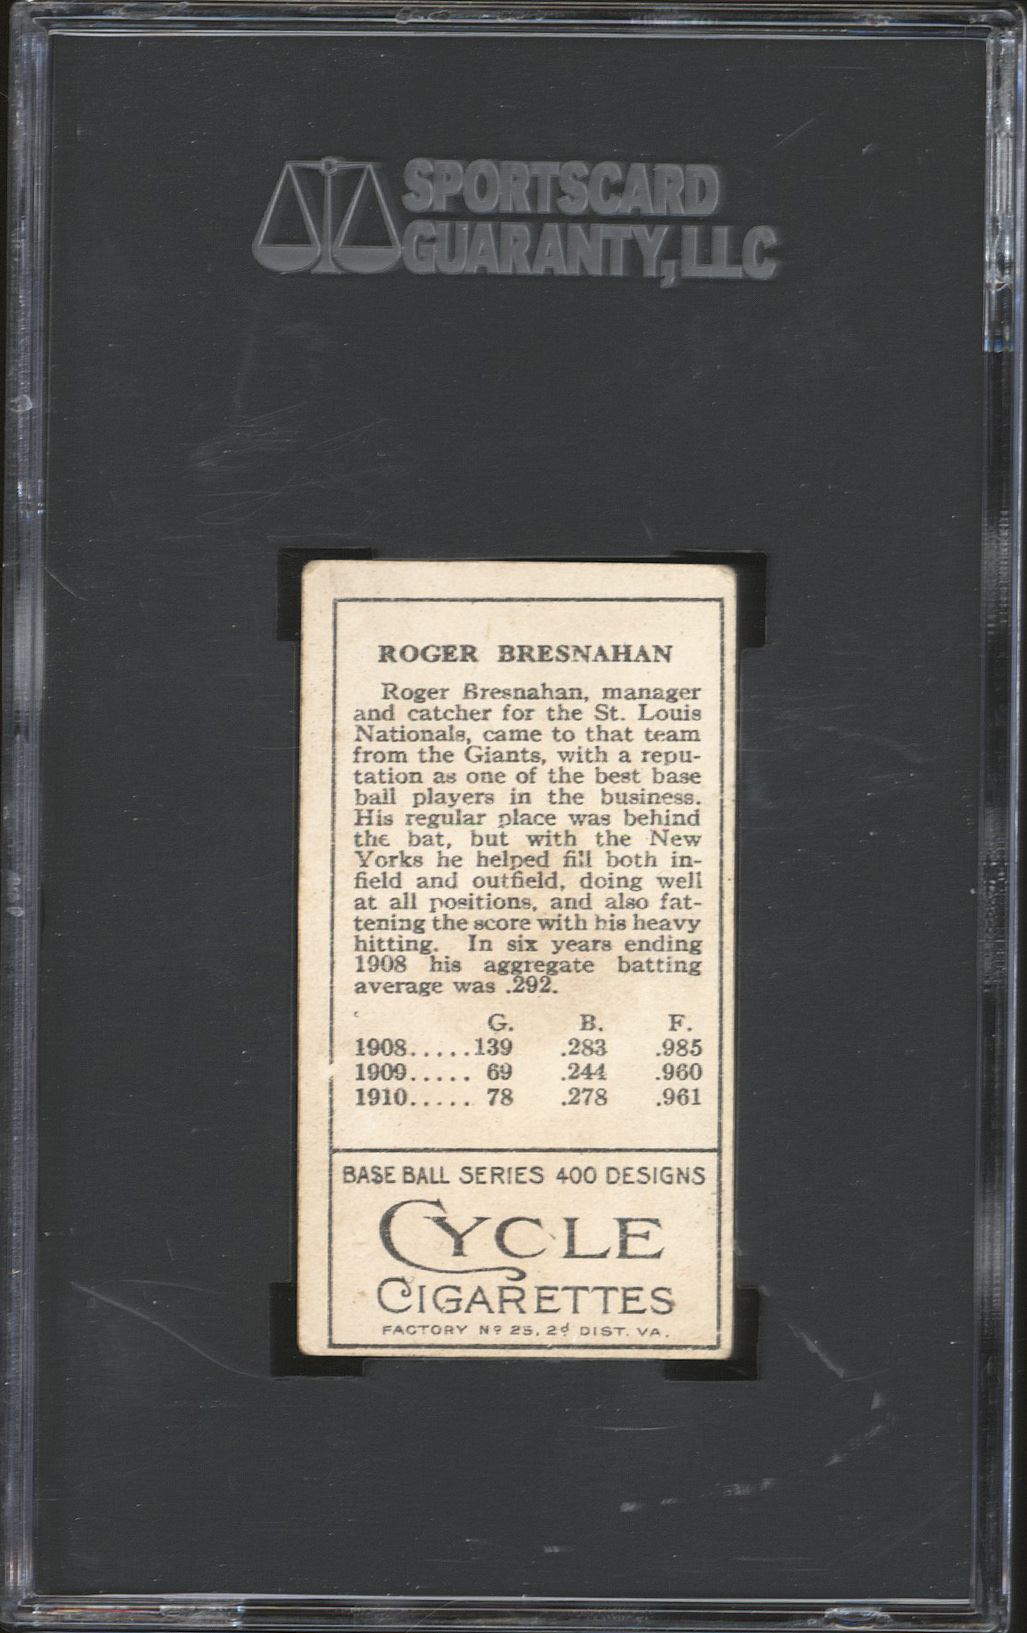 SPORTSCARD
GUARANTY, LLC
ROGER BRESNAHAN
Roger Bresnahan, manager
and catcher for the St. Louis
Nationals, came to that team
from the Giants, with a repu-
tation as one of the best base
ball players in the business.
His regular place was behind
the bat, but with the New
Yorks he helped fill both in-
field and outfield, doing well
at all positions, and also fat-
tening the score with his heavy
hitting. In six years ending
1908 his aggregate batting
average was .292.
G. B. F.
1908.....139 .283 .985
1909..... 69 .244 .960
1910..... 78 .278 .961
BASE BALL SERIES 400 DESIGNS
CYCLE
CIGARETTES
FACTORY Nº 25, 2d DIST. VA.